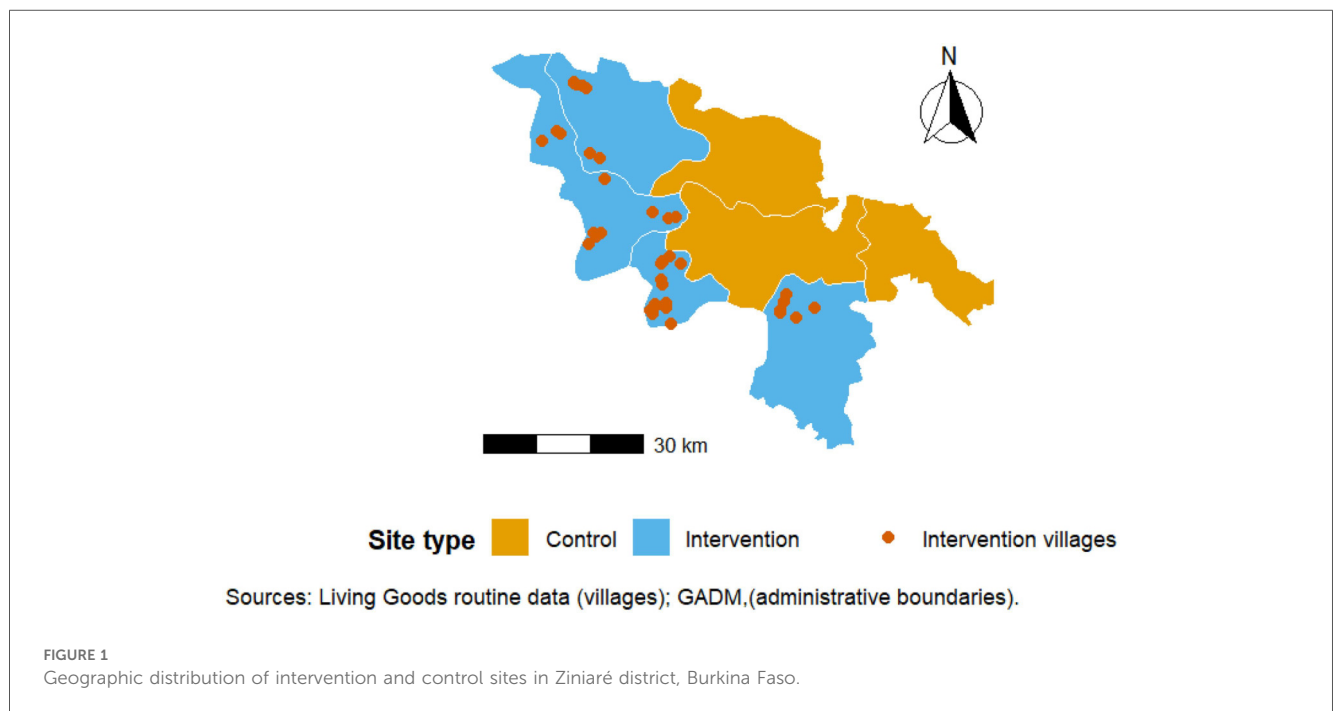 N
30 km
Site type Control Intervention Intervention villages
Sources: Living Goods routine data (villages); GADM,(administrative boundaries).
FIGURE 1
Geographic distribution of intervention and control sites in Ziniaré district, Burkina Faso.